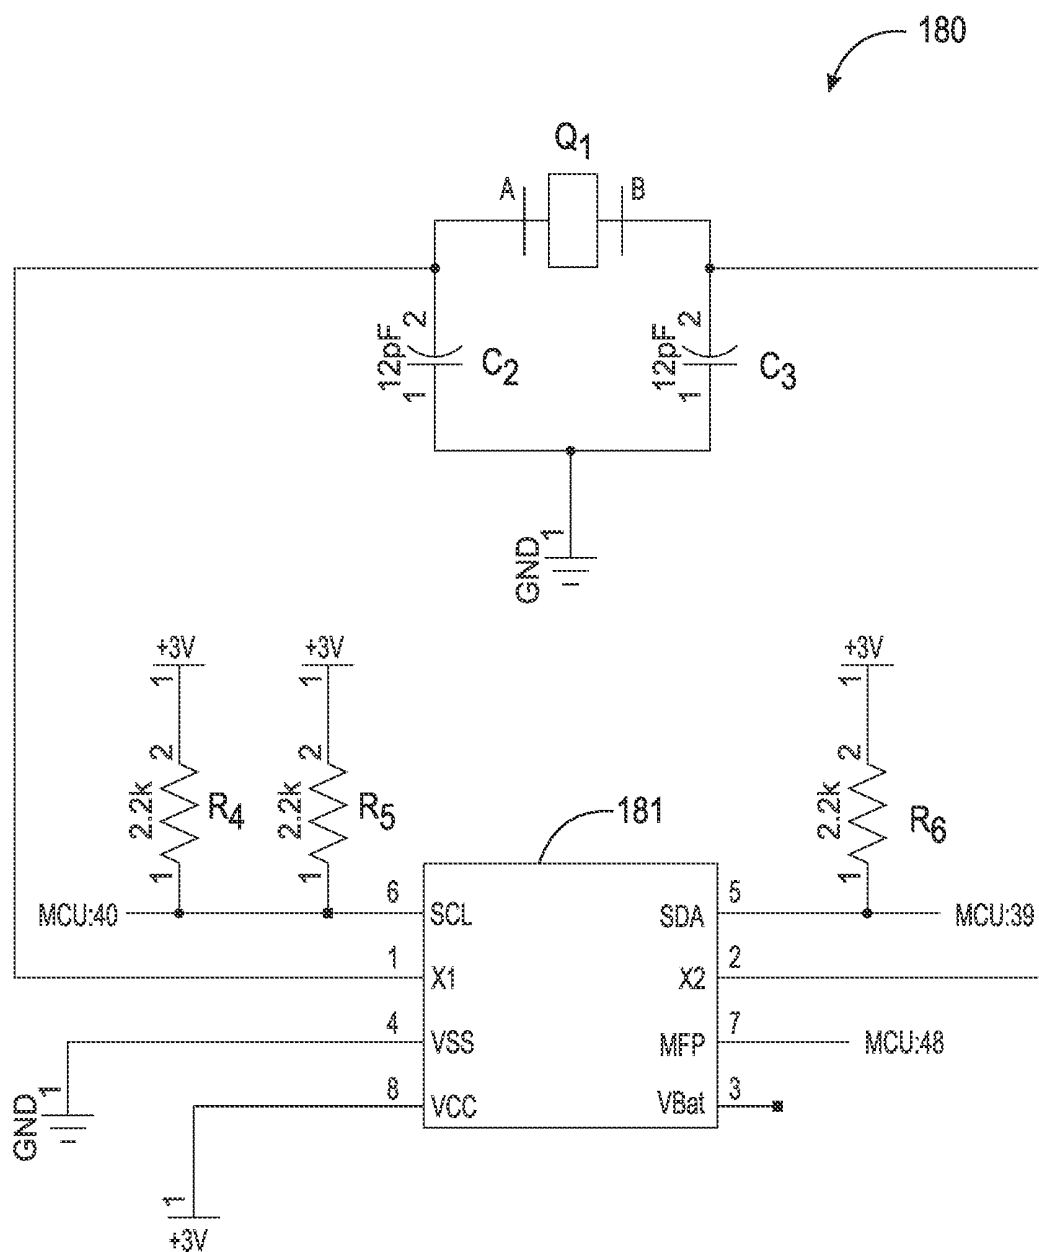 180
Q1
A
B
2
12pF
1
C2
2
12pF
1
C3
1
GND
+3V
1
2
2.2k
R4
1
+3V
1
2
2.2k
R5
1
+3V
1
2
2.2k
R6
1
181
MCU:40
6
SCL
SDA
5
MCU:39
1
X1
X2
2
4
VSS
MFP
7
MCU:48
8
VCC
VBat
3
1
GND
1
+3V